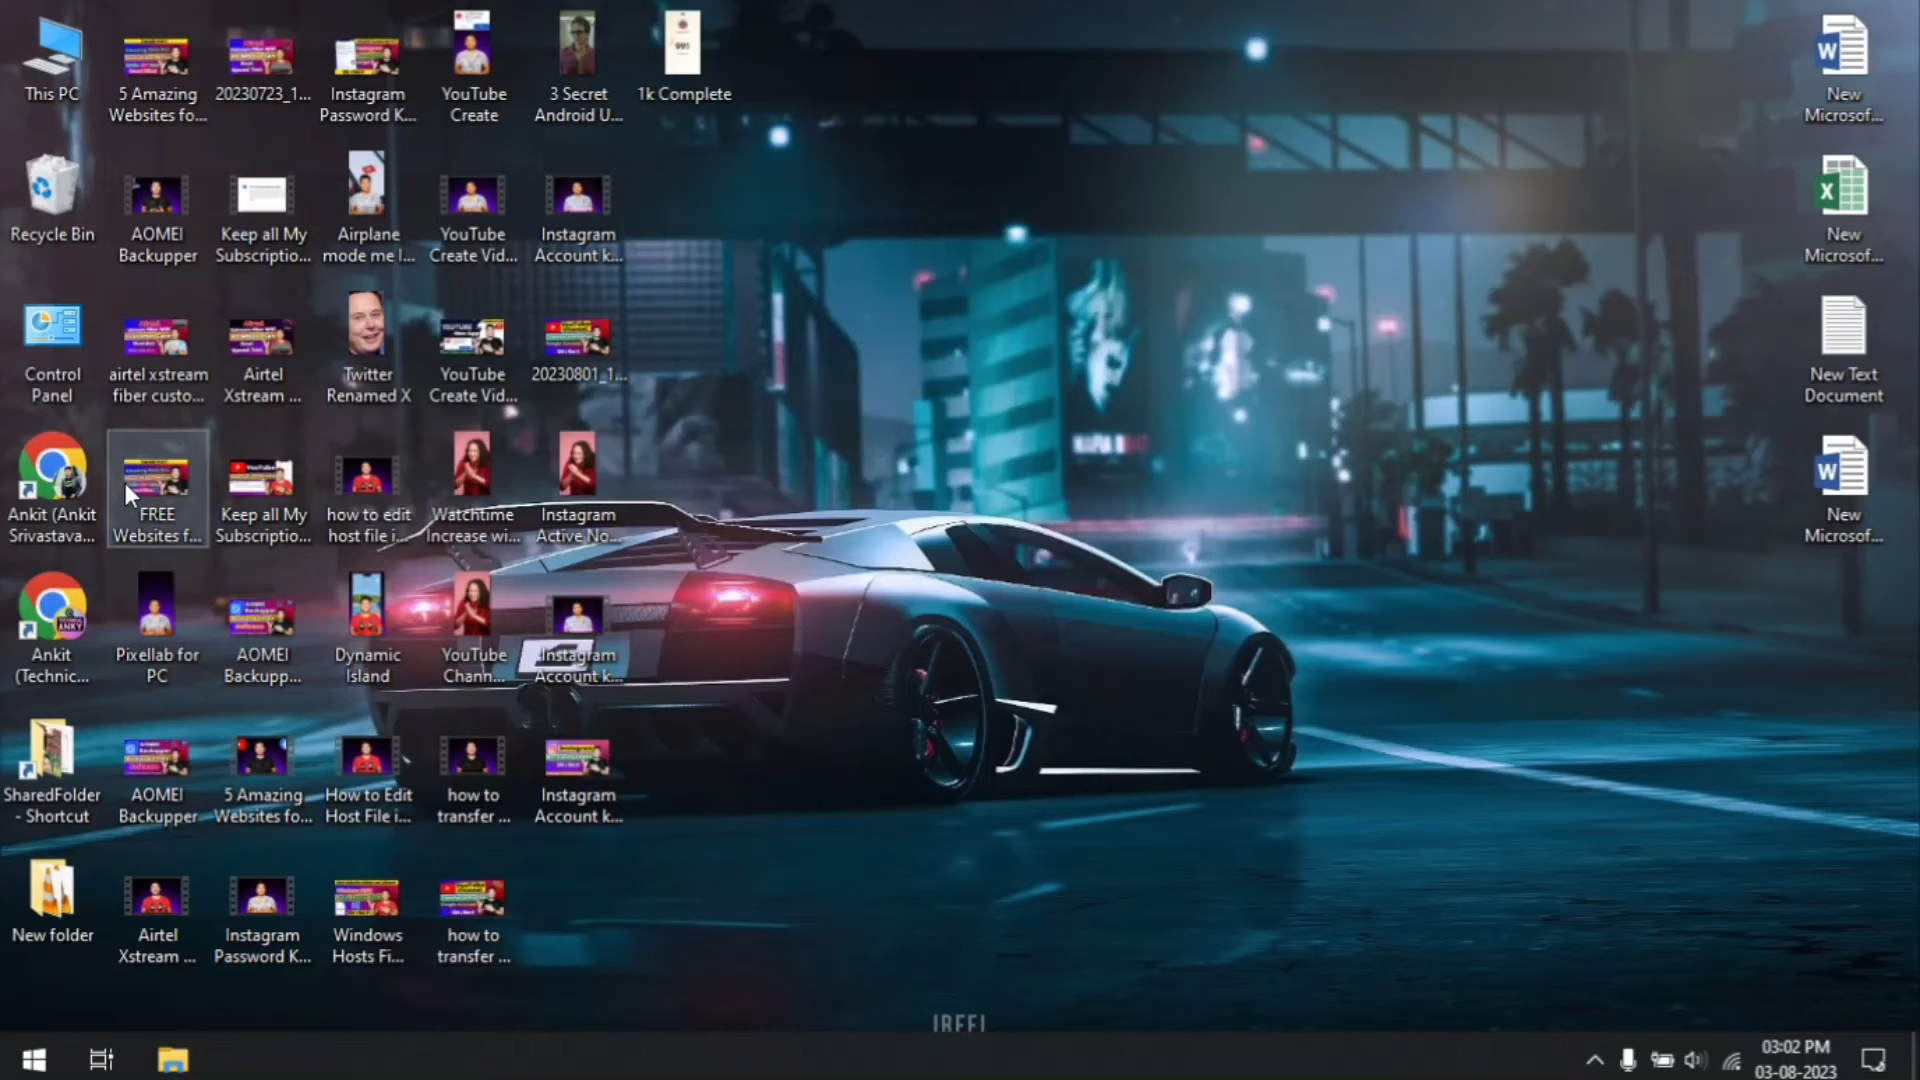 This PC
5 Amazing
Websites fo...
20230723_1...
Instagram
Password K...
YouTube
Create
3 Secret
Android U...
1k Complete
New
Microsof...
Recycle Bin
AOMEI
Backupper
Keep all My
Subscriptio...
Airplane
mode me l...
YouTube
Create Vid...
Instagram
Account k...
New
Microsof...
Control
Panel
airtel xstream
fiber custo...
Airtel
Xstream ...
Twitter
Renamed X
YouTube
Create Vid...
20230801_1...
New Text
Document
Ankit (Ankit
Srivastava...
FREE
Websites f...
Keep all My
Subscriptio...
how to edit
host file i...
Watchtime
Increase wi...
Instagram
Active No...
New
Microsof...
Ankit
(Technic...
Pixellab for
PC
AOMEI
Backupp...
Dynamic
Island
YouTube
Chann...
Instagram
Account k...
SharedFolder
- Shortcut
AOMEI
Backupper
5 Amazing
Websites fo...
How to Edit
Host File i...
how to
transfer ...
Instagram
Account k...
New folder
Airtel
Xstream ...
Instagram
Password K...
Windows
Hosts Fi...
how to
transfer ...
03:02 PM
03-08-2023